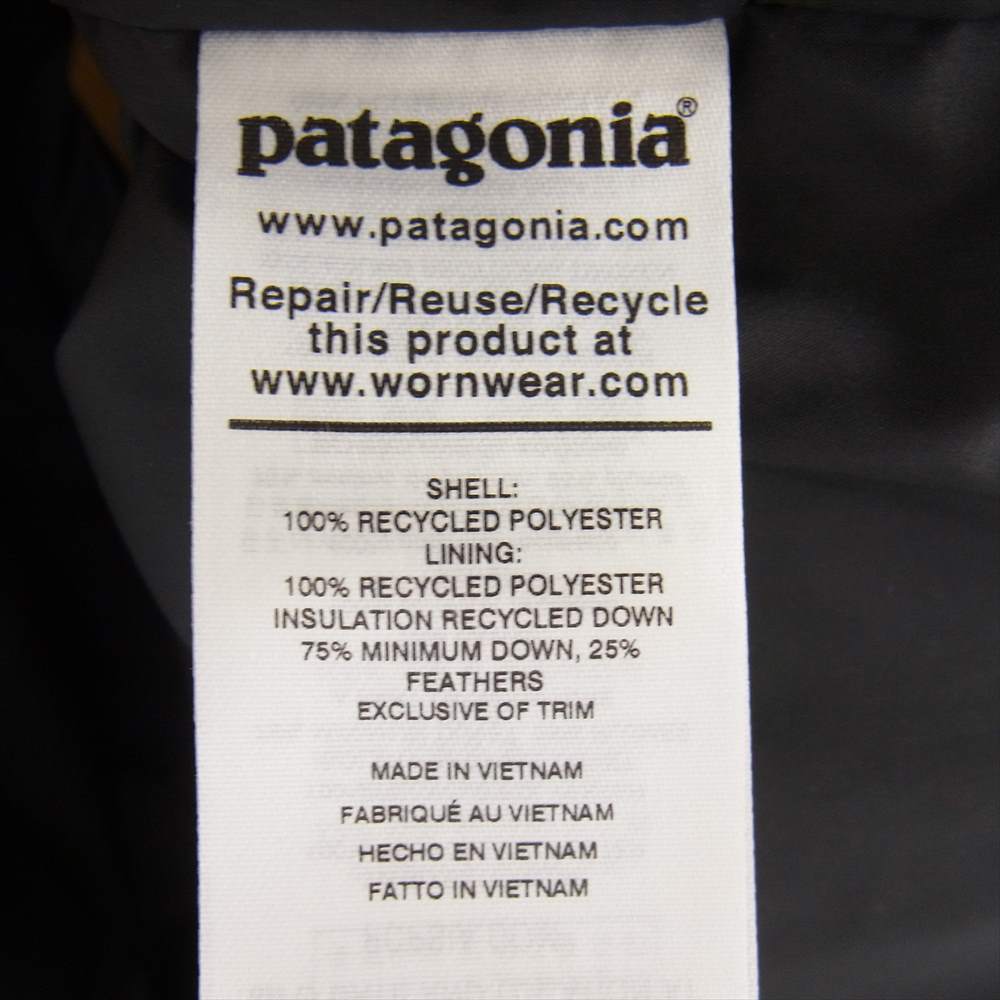 patagonia®
www.patagonia.com
Repair/Reuse/Recycle
this product at
www.wornwear.com
SHELL:
100% RECYCLED POLYESTER
LINING:
100% RECYCLED POLYESTER
INSULATION RECYCLED DOWN
75% MINIMUM DOWN, 25%
FEATHERS
EXCLUSIVE OF TRIM
MADE IN VIETNAM
FABRIQUÉ AU VIETNAM
HECHO EN VIETNAM
FATTO IN VIETNAM